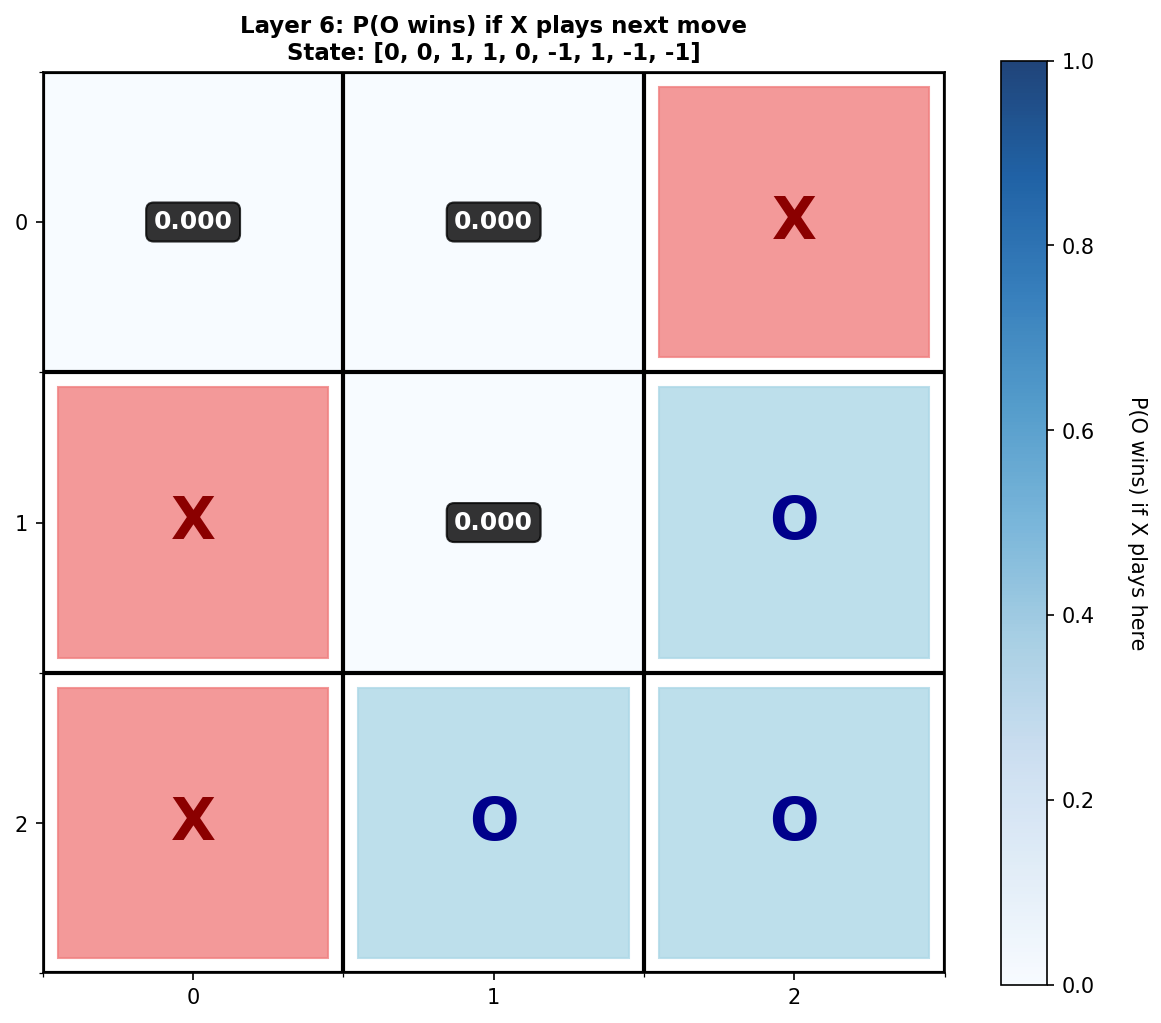 Layer 6: P(O wins) if X plays next move
State: [0, 0, 1, 1, 0, -1, 1, -1, -1]
0
0.000
0.000
X
1
X
0.000
O
2
X
O
O
0
1
2
1.0
0.8
0.6
0.4
0.2
0.0
P(O wins) if X plays here